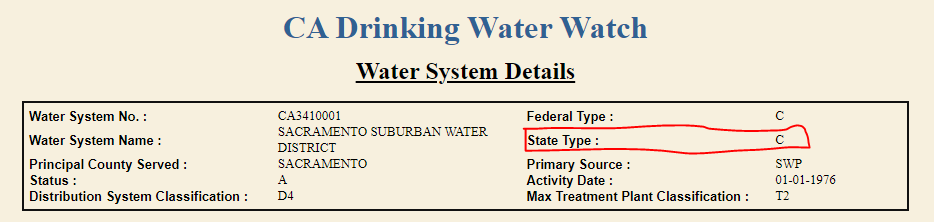 CA Drinking Water Watch
Water System Details
Water System No. : CA3410001 Federal Type : C
Water System Name : SACRAMENTO SUBURBAN WATER DISTRICT State Type : C
Principal County Served : SACRAMENTO Primary Source : SWP
Status : A Activity Date : 01-01-1976
Distribution System Classification : D4 Max Treatment Plant Classification : T2